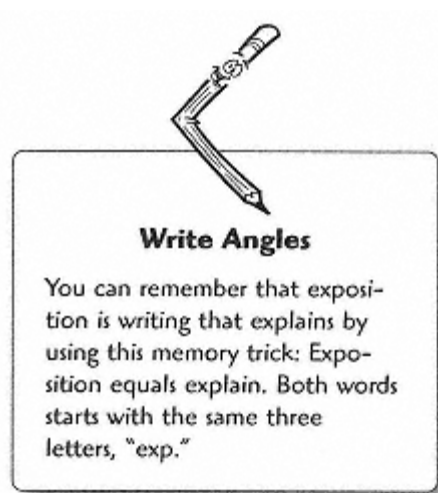 Write Angles
You can remember that exposi-
tion is writing that explains by
using this memory trick: Expo-
sition equals explain. Both words
starts with the same three
letters, "exp."